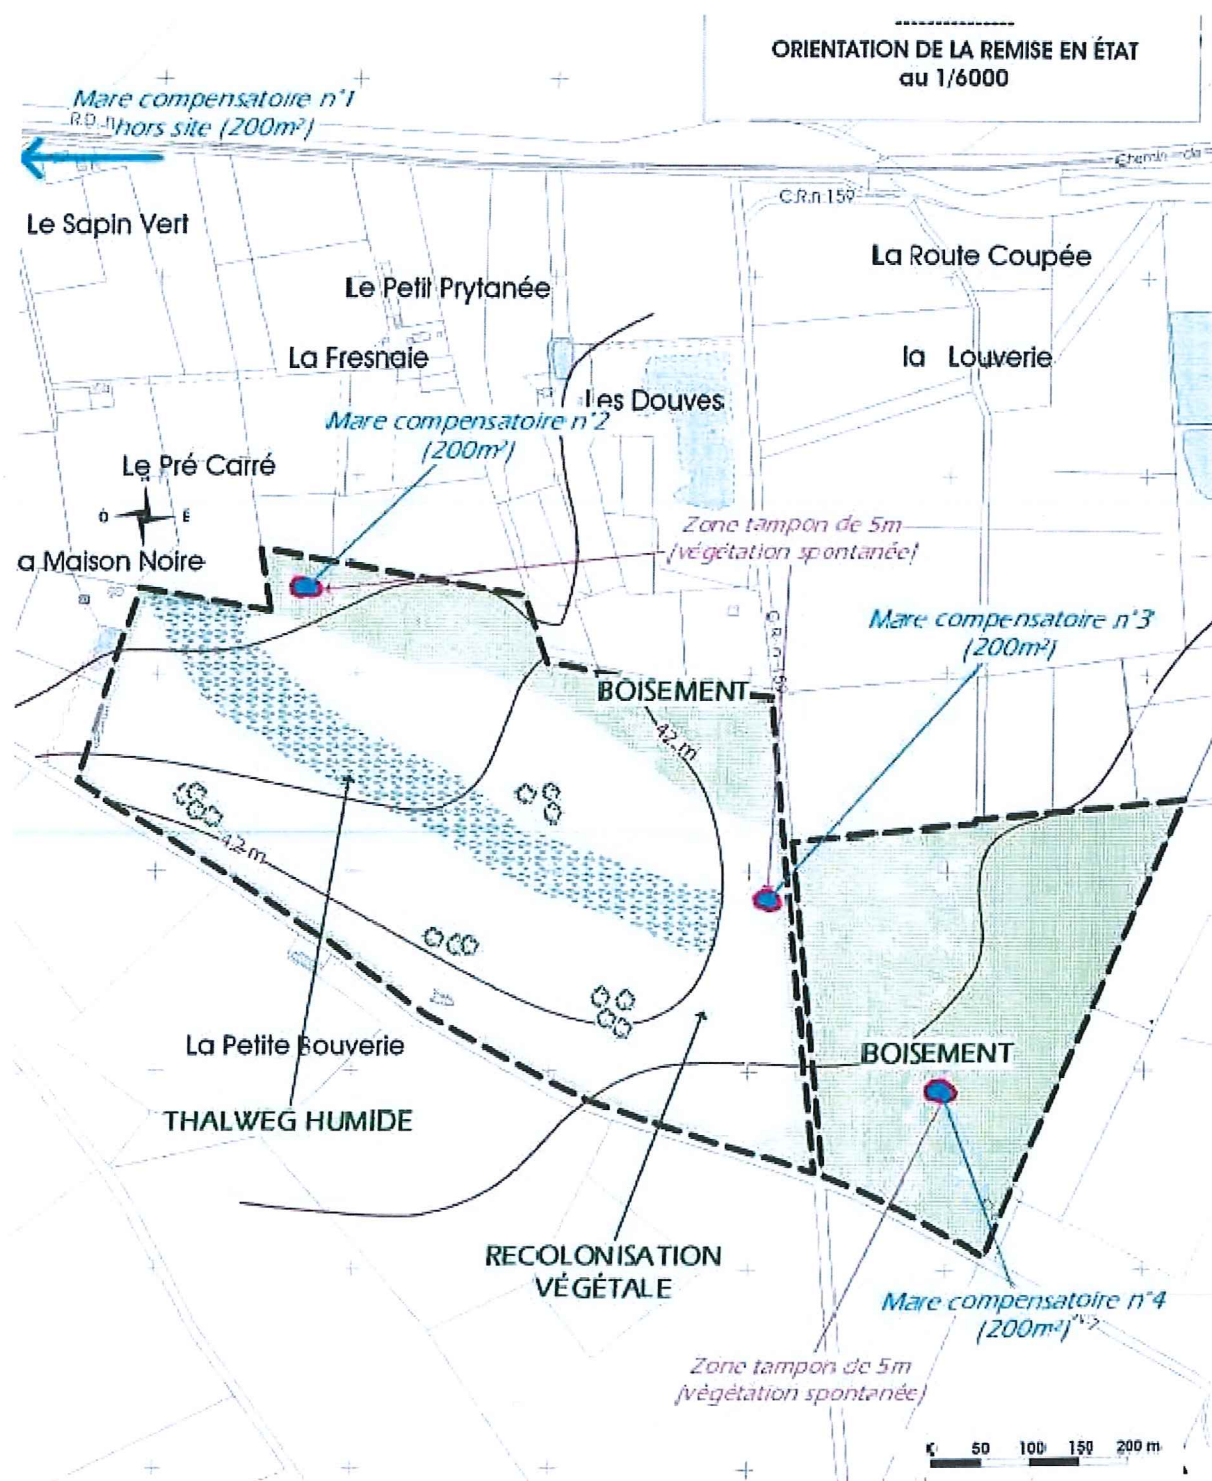 ORIENTATION DE LA REMISE EN ÉTAT
au 1/6000
Mare compensatoire n°1
R.D.
hors site (200m²)
Chemin de
C.R.n 159
Le Sapin Vert
La Route Coupée
Le Petit Prytanée
La Fresnaie
la Louverie
Les Douves
Mare compensatoire n°2
(200m²)
Le Pré Carré
O
E
Zone tampon de 5m
(végétation spontanée)
a Maison Noire
C.R.n 159
Mare compensatoire n°3
(200m²)
BOISEMENT
42 m
42 m
La Petite Bouverie
BOISEMENT
THALWEG HUMIDE
RECOLONISATION
VÉGÉTALE
Mare compensatoire n°4
(200m²)
Zone tampon de 5m
(végétation spontanée)
50 100 150 200 m